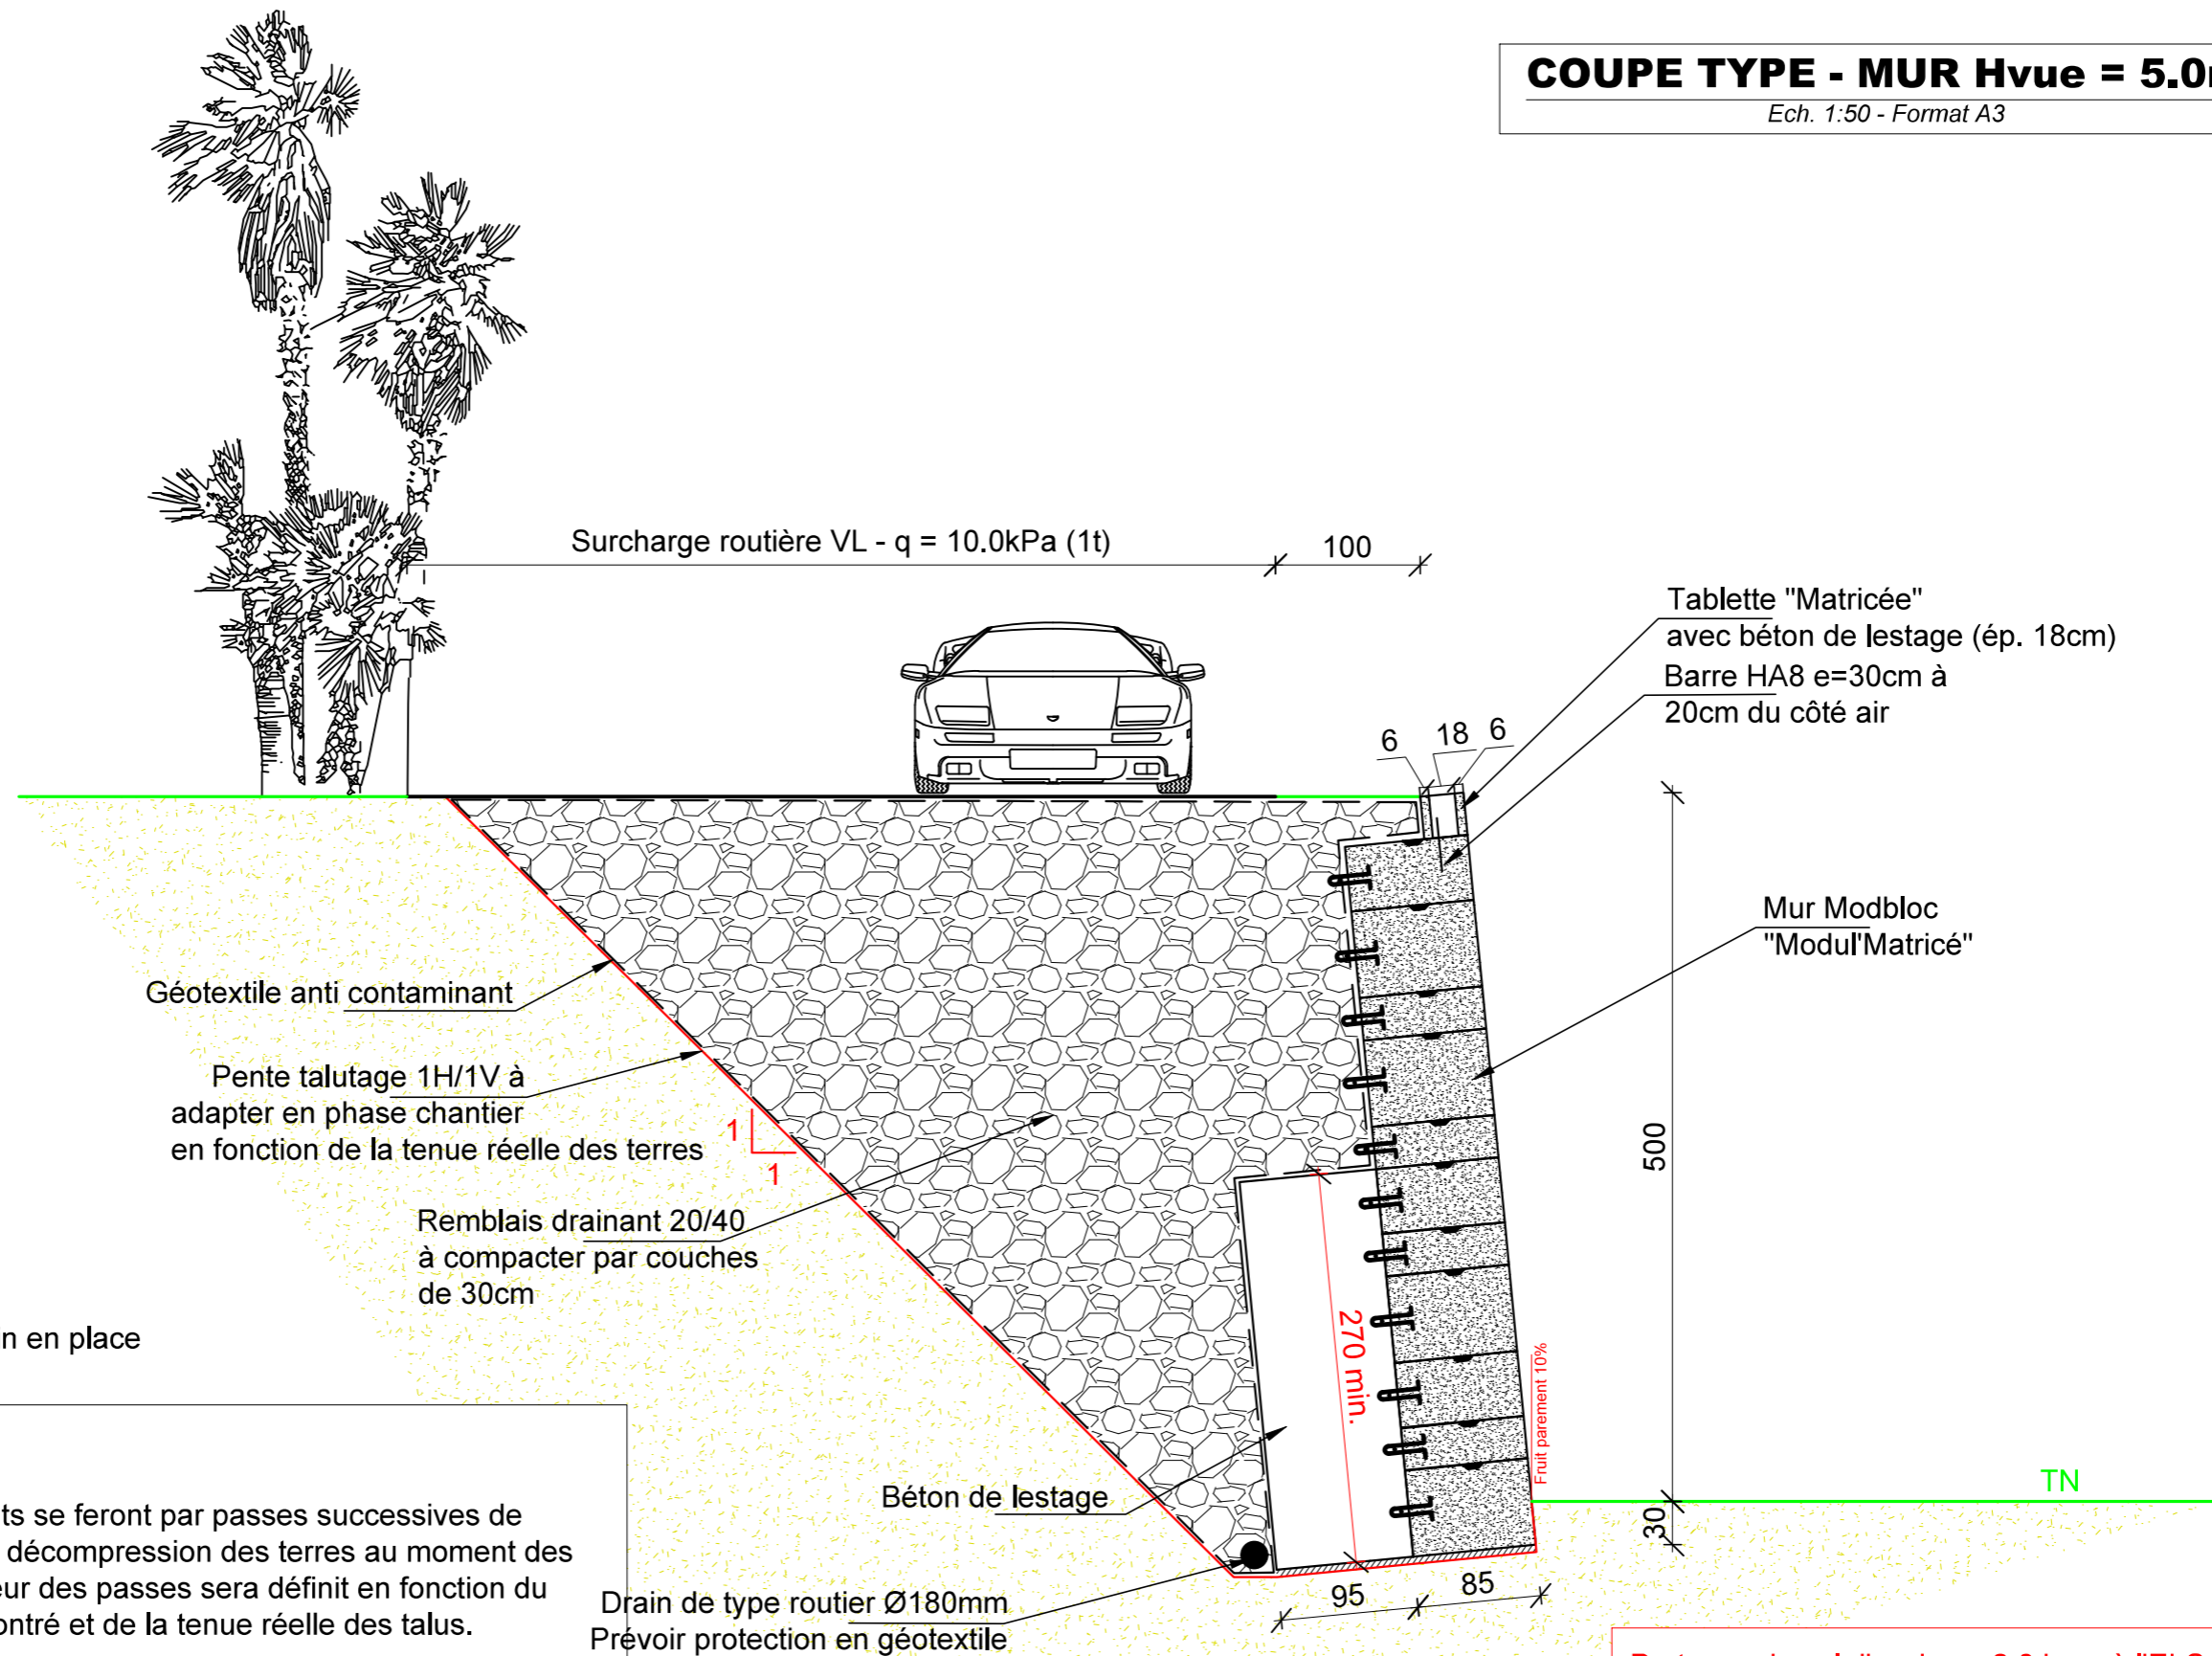 COUPE TYPE - MUR Hvue = 5.0
Ech. 1:50 - Format A3
Surcharge routière VL - q = 10.0kPa (1t)
100
Tablette "Matricée"
avec béton de lestage (ép. 18cm)
Barre HA8 e=30cm à
20cm du côté air
6
18
6
Mur Modbloc
"Modul'Matricé"
Géotextile anti contaminant
Pente talutage 1H/1V à
adapter en phase chantier
en fonction de la tenue réelle des terres
1
1
500
Remblais drainant 20/40
à compacter par couches
de 30cm
270 min.
Fruit parement 10%
n en place
TN
Béton de lestage
30
ts se feront par passes successives de
décompression des terres au moment des
eur des passes sera définit en fonction du
ontré et de la tenue réelle des talus.
Drain de type routier Ø180mm
Prévoir protection en géotextile
95
85